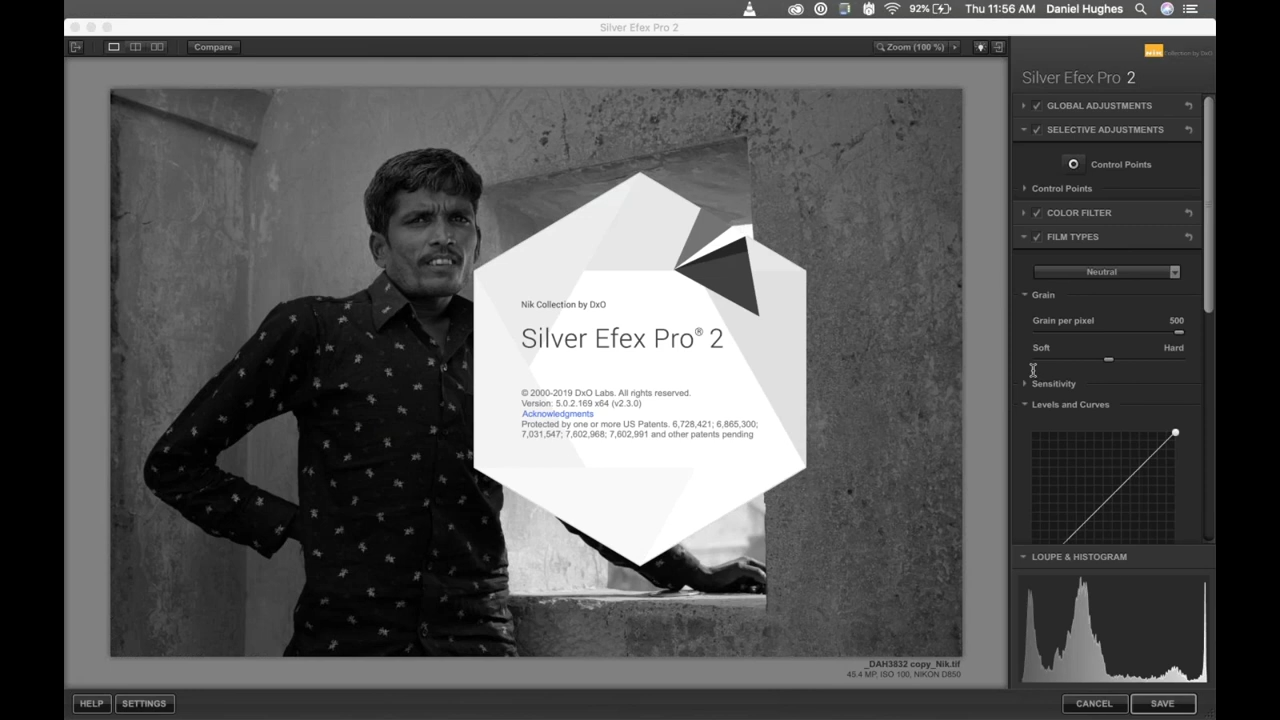 92% Thu 11:56 AM Daniel Hughes
Silver Efex Pro 2
Compare
Zoom (100 %)
nik Collection by DxO
Silver Efex Pro 2
GLOBAL ADJUSTMENTS
SELECTIVE ADJUSTMENTS
Control Points
Control Points
COLOR FILTER
FILM TYPES
Neutral
Grain
Grain per pixel 500
Soft Hard
Sensitivity
Levels and Curves
LOUPE & HISTOGRAM
Nik Collection by DxO
Silver Efex Pro® 2
© 2000-2019 DxO Labs. All rights reserved.
Version: 5.0.2.169 x64 (v2.3.0)
Acknowledgments
Protected by one or more US Patents. 6,728,421; 6,865,300;
7,031,547; 7,602,968; 7,602,991 and other patents pending
_DAH3832 copy_Nik.tif
45.4 MP, ISO 100, NIKON D850
HELP SETTINGS
CANCEL SAVE